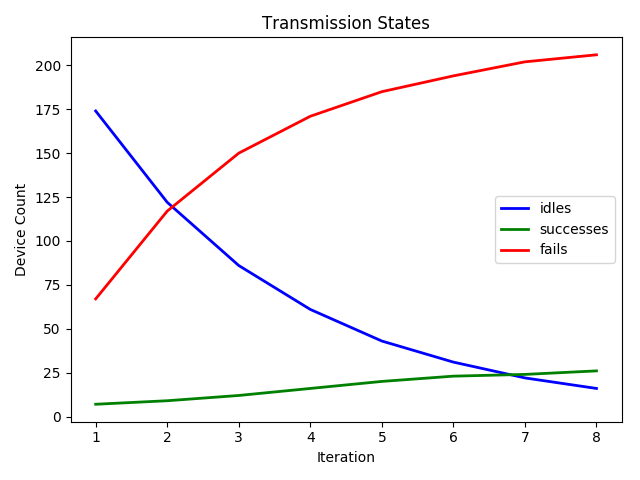 Transmission States
Device Count
200
175
150
125
100
75
50
25
0
idles
successes
fails
1 2 3 4 5 6 7 8
Iteration